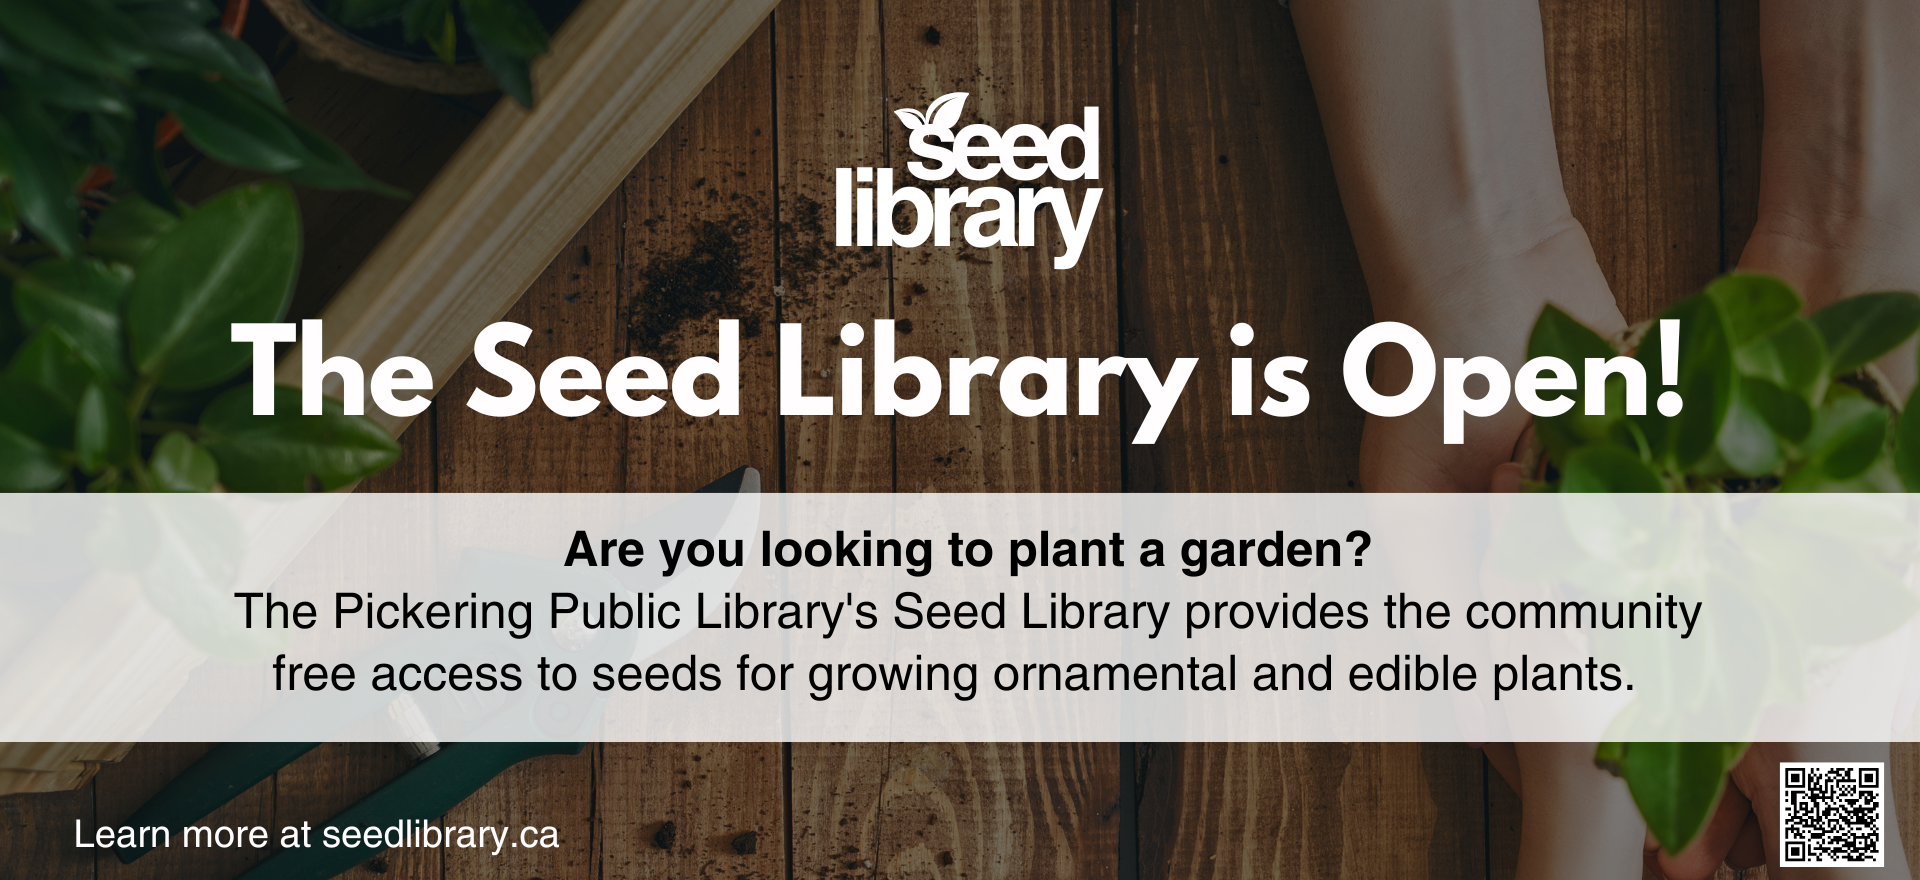 seed
library
The Seed Library is Open!
Are you looking to plant a garden?
The Pickering Public Library's Seed Library provides the community
free access to seeds for growing ornamental and edible plants.
Learn more at seedlibrary.ca